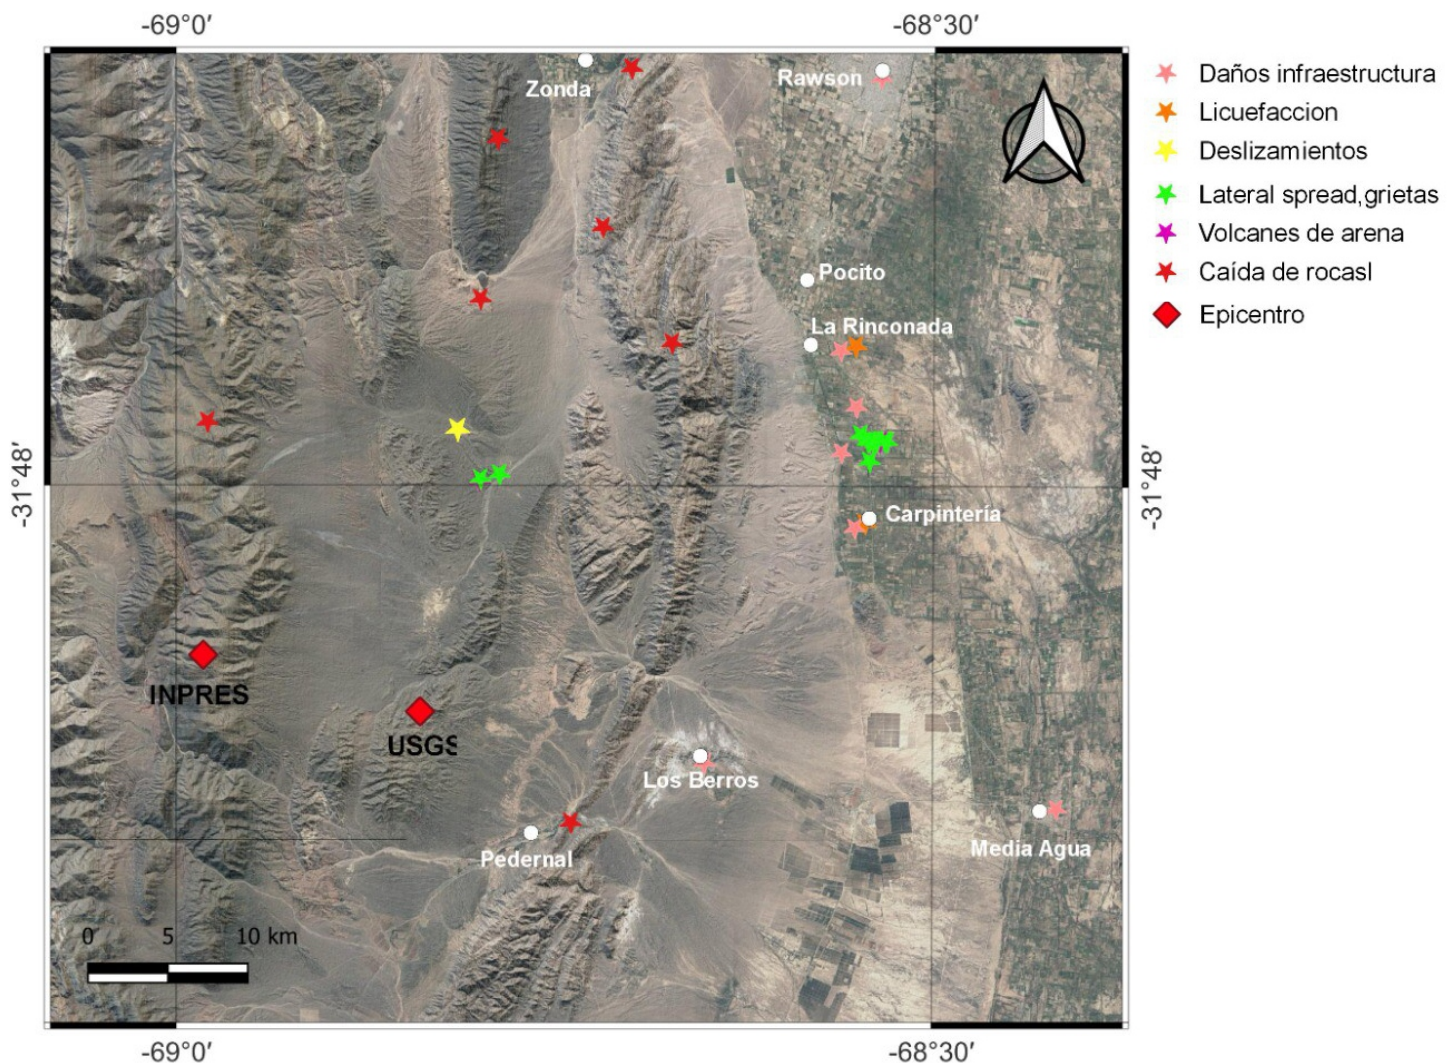 -69°0′
-68°30′
Zonda
Rawson
Pocito
La Rinconada
-31°48′
-31°48′
Carpintería
INPRES
USGS
Los Berros
Media Agua
Pedernal
0 5 10 km
-69°0′
-68°30′
Daños infraestructura
Licuefaccion
Deslizamientos
Lateral spread,grietas
Volcanes de arena
Caída de rocasl
Epicentro